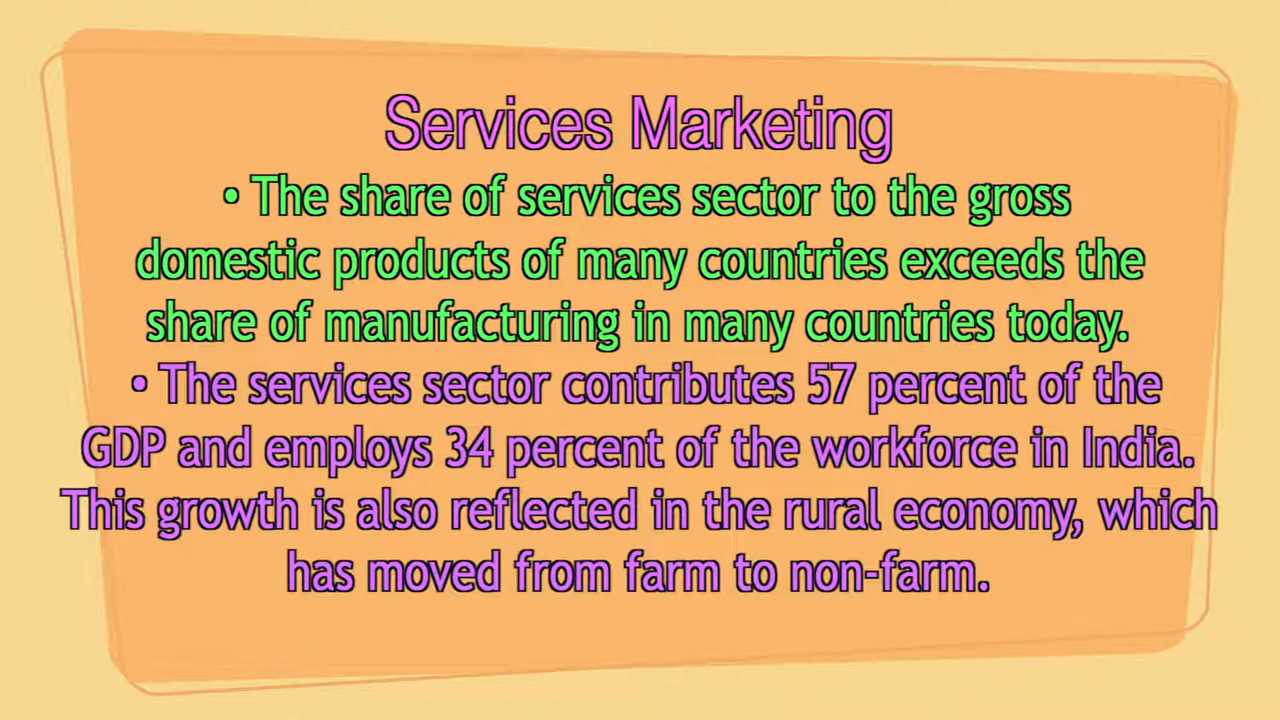 Services Marketing
• The share of services sector to the gross
domestic products of many countries exceeds the
share of manufacturing in many countries today.
• The services sector contributes 57 percent of the
GDP and employs 34 percent of the workforce in India.
This growth is also reflected in the rural economy, which
has moved from farm to non-farm.